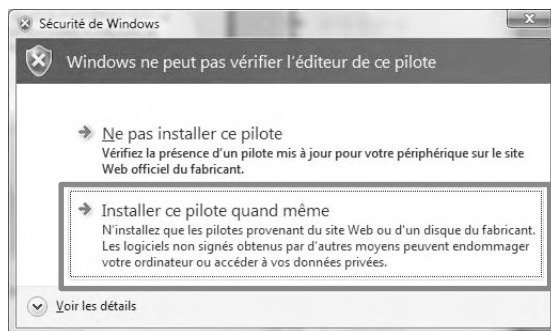 Sécurité de Windows
Windows ne peut pas vérifier l'éditeur de ce pilote
Ne pas installer ce pilote
Vérifiez la présence d'un pilote mis à jour pour votre périphérique sur le site
Web officiel du fabricant.
Installer ce pilote quand même
N'installez que les pilotes provenant du site Web ou d'un disque du fabricant.
Les logiciels non signés obtenus par d'autres moyens peuvent endommager
votre ordinateur ou accéder à vos données privées.
Voir les détails